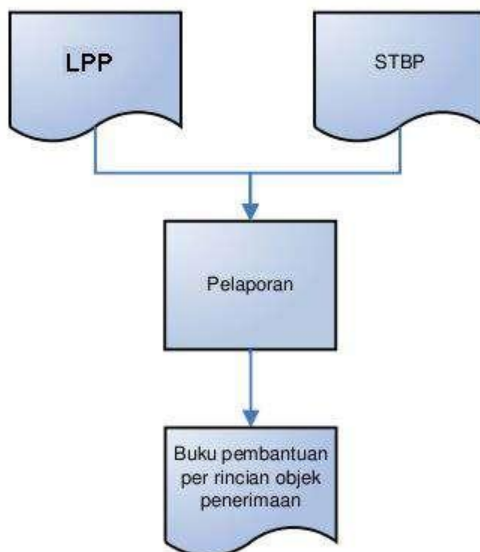 LPP
STBP
Pelaporan
Buku pembantuan
per rincian objek
penerimaan